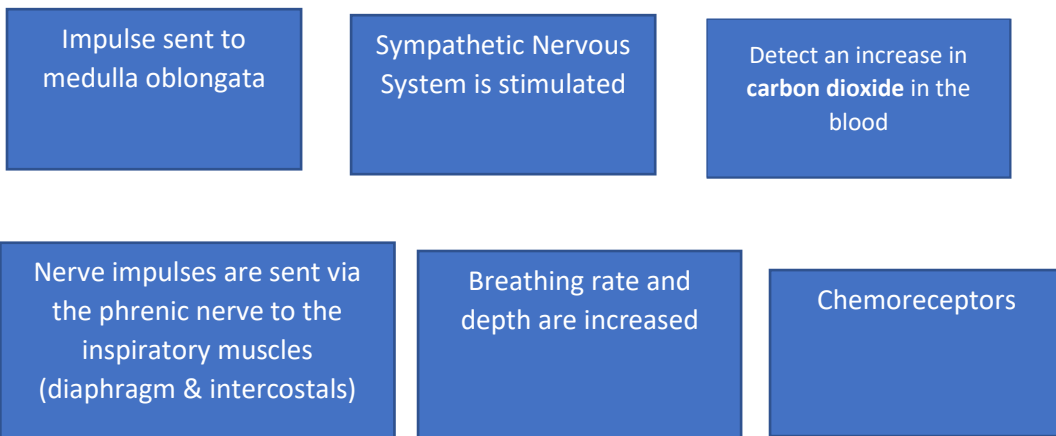 Impulse sent to
medulla oblongata
Sympathetic Nervous
System is stimulated
Detect an increase in
carbon dioxide in the
blood
Nerve impulses are sent via
the phrenic nerve to the
inspiratory muscles
(diaphragm & intercostals)
Breathing rate and
depth are increased
Chemoreceptors